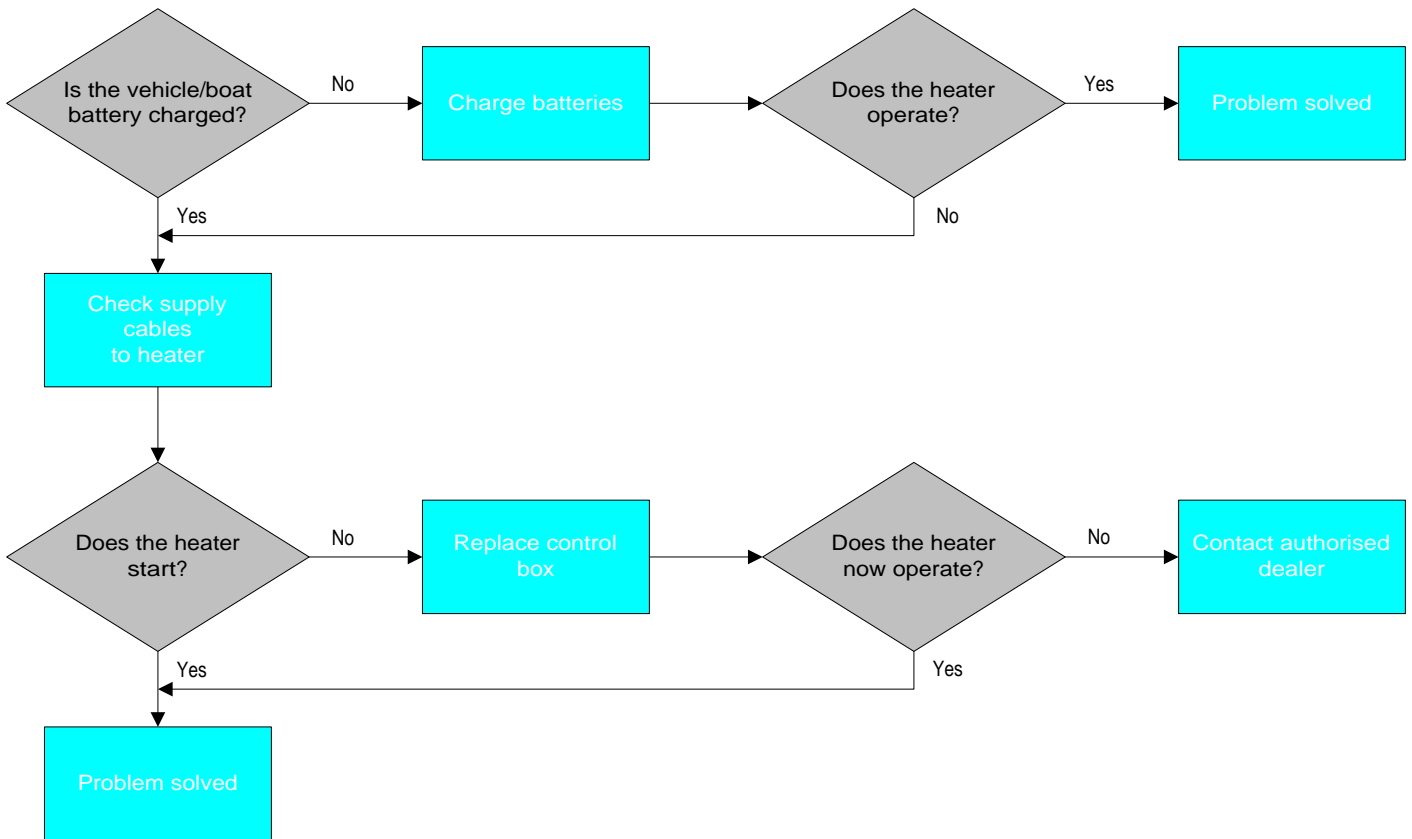 Is the vehicle/boat
battery charged?
No
Charge batteries
Does the heater
operate?
Yes
Problem solved
Yes
No
Check supply
cables
to heater
Does the heater
start?
No
Replace control
box
Does the heater
now operate?
No
Contact authorised
dealer
Yes
Yes
Problem solved